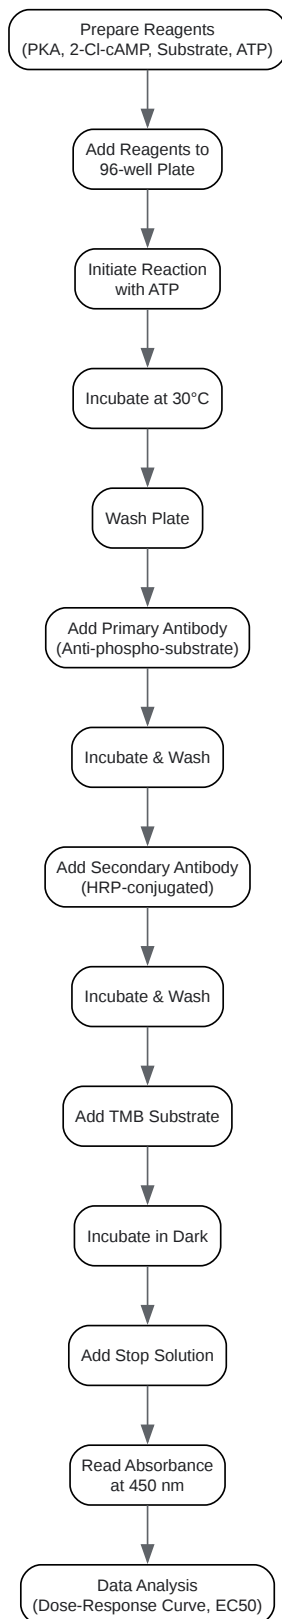 Prepare Reagents
(PKA, 2-Cl-cAMP, Substrate, ATP)
Add Reagents to
96-well Plate
Initiate Reaction
with ATP
Incubate at 30°C
Wash Plate
Add Primary Antibody
(Anti-phospho-substrate)
Incubate & Wash
Add Secondary Antibody
(HRP-conjugated)
Incubate & Wash
Add TMB Substrate
Incubate in Dark
Add Stop Solution
Read Absorbance
at 450 nm
Data Analysis
(Dose-Response Curve, EC50)